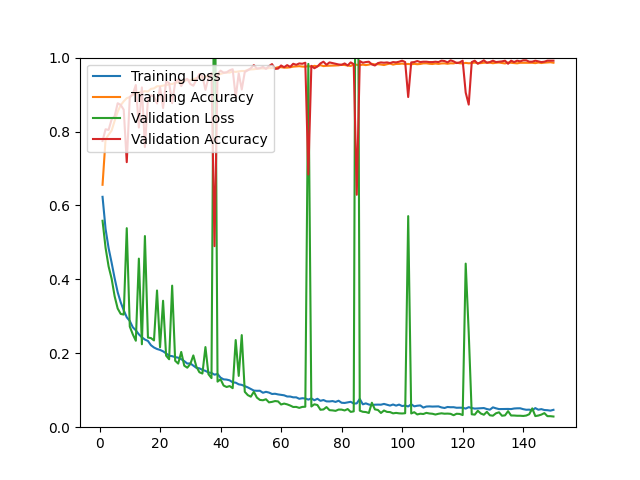 1.0
0.8
0.6
0.4
0.2
0.0
Training Loss
Training Accuracy
Validation Loss
Validation Accuracy
0 20 40 60 80 100 120 140